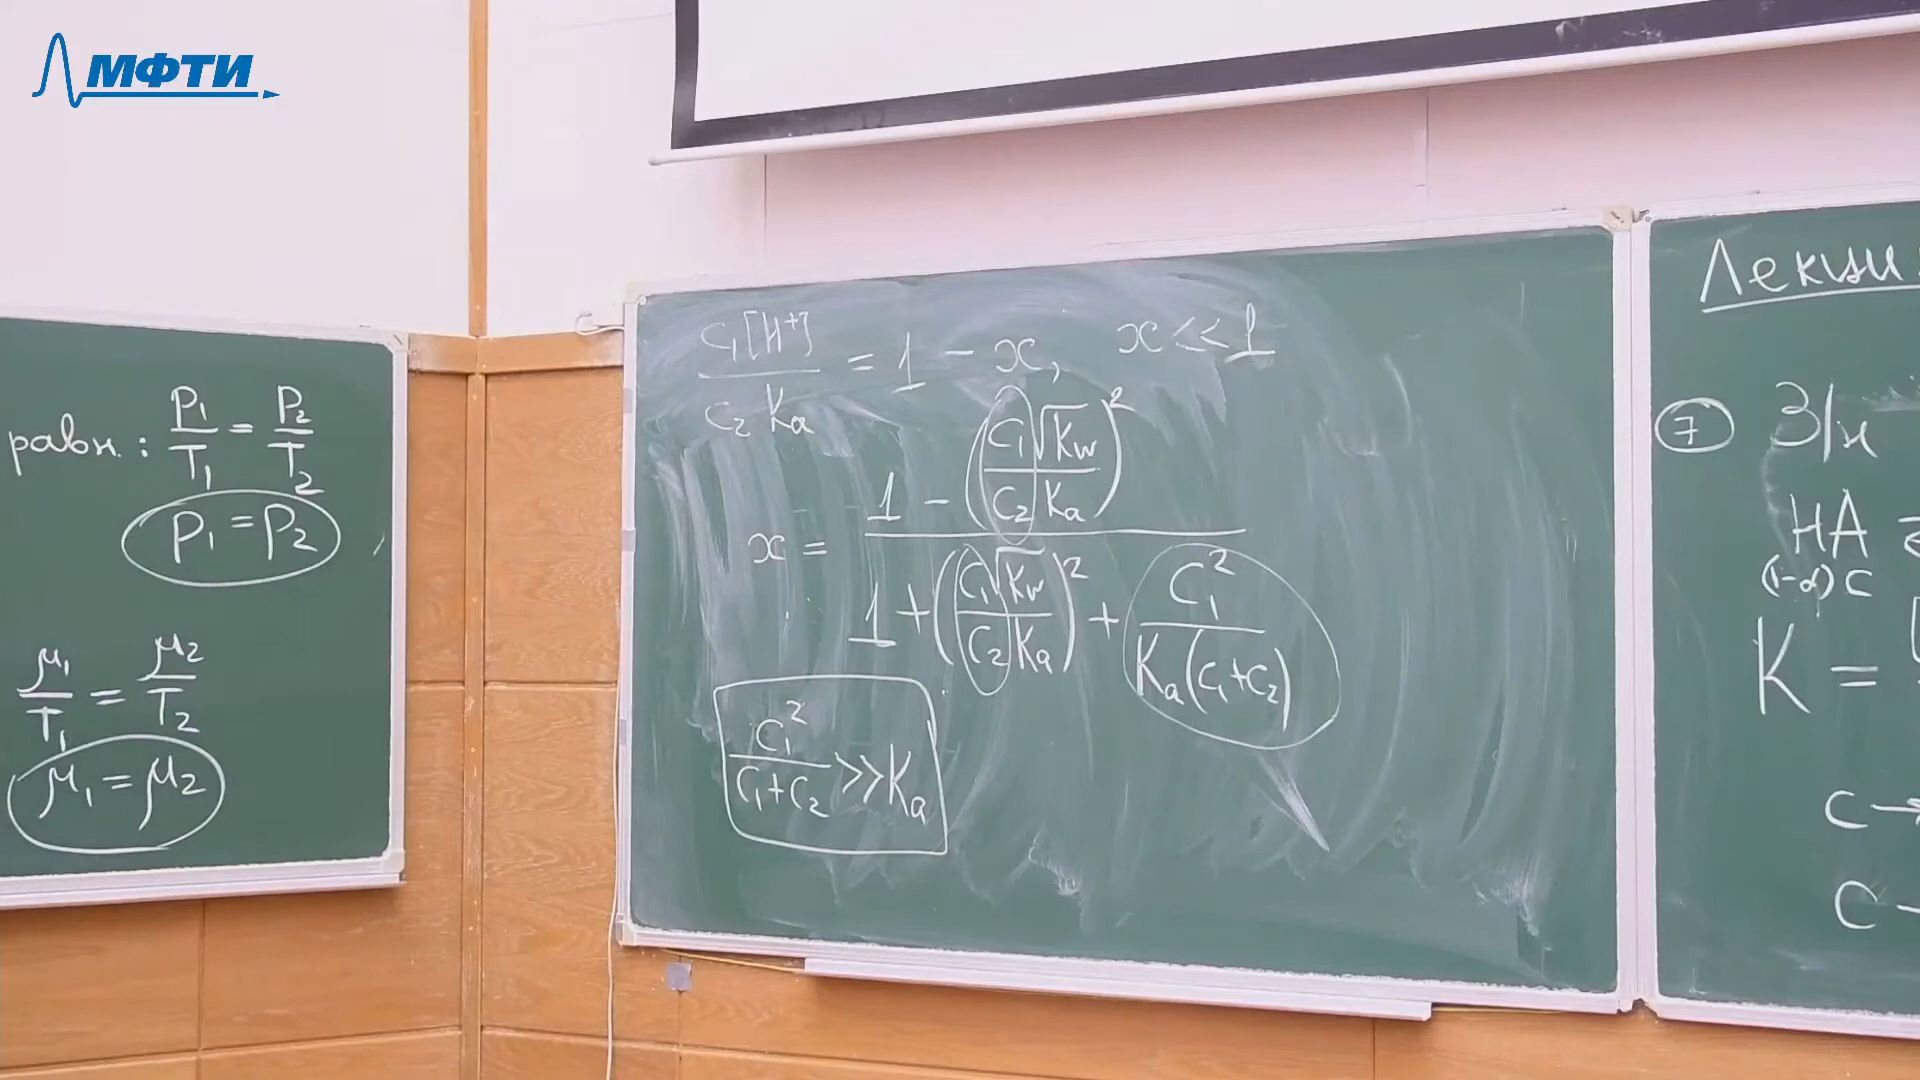 МФТИ
равн.: P₁/T₁ = P₂/T₂
P₁ = P₂
μ₁/T₁ = μ₂/T₂
μ₁ = μ₂
C₁[H⁺]/C₂Kₐ = 1 - x, x << 1
x = (1 - (C₁√Kw/C₂Kₐ)²)/(1 + (C₁√Kw/C₂Kₐ)² + C₁²/Kₐ(C₁+C₂))
C₁²/C₁+C₂ >> Kₐ
7 З/н
HA
(1-α)C
K =
C →
C -